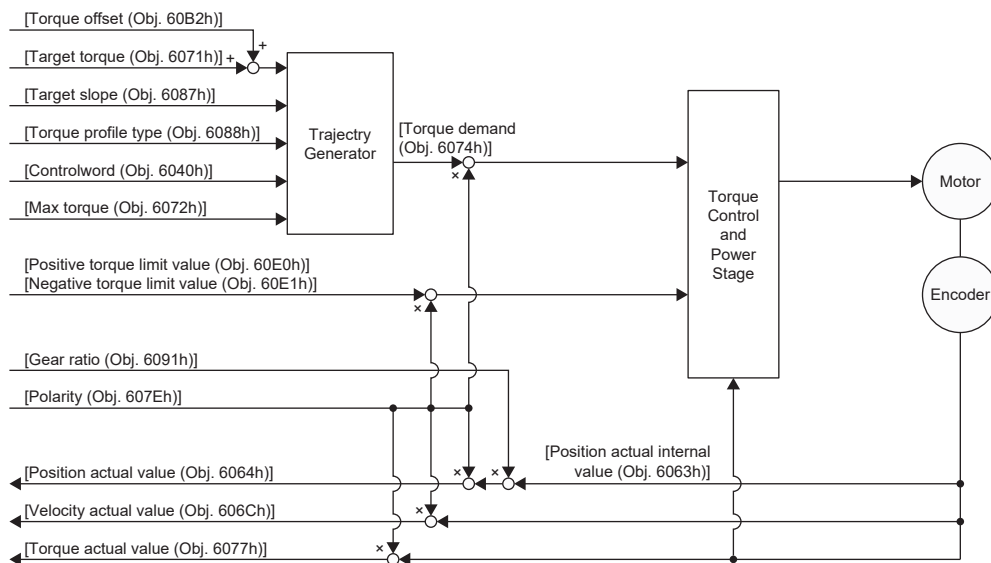 [Torque offset (Obj. 60B2h)]
+
[Target torque (Obj. 6071h)]
+
[Target slope (Obj. 6087h)]
[Torque profile type (Obj. 6088h)]
[Controlword (Obj. 6040h)]
[Max torque (Obj. 6072h)]
Trajectry
Generator
[Torque demand
(Obj. 6074h)]
×
Torque
Control
and
Power
Stage
Motor
Encoder
[Positive torque limit value (Obj. 60E0h)]
[Negative torque limit value (Obj. 60E1h)]
×
[Gear ratio (Obj. 6091h)]
[Polarity (Obj. 607Eh)]
[Position actual internal
value (Obj. 6063h)]
[Position actual value (Obj. 6064h)]
×
×
[Velocity actual value (Obj. 606Ch)]
×
[Torque actual value (Obj. 6077h)]
×